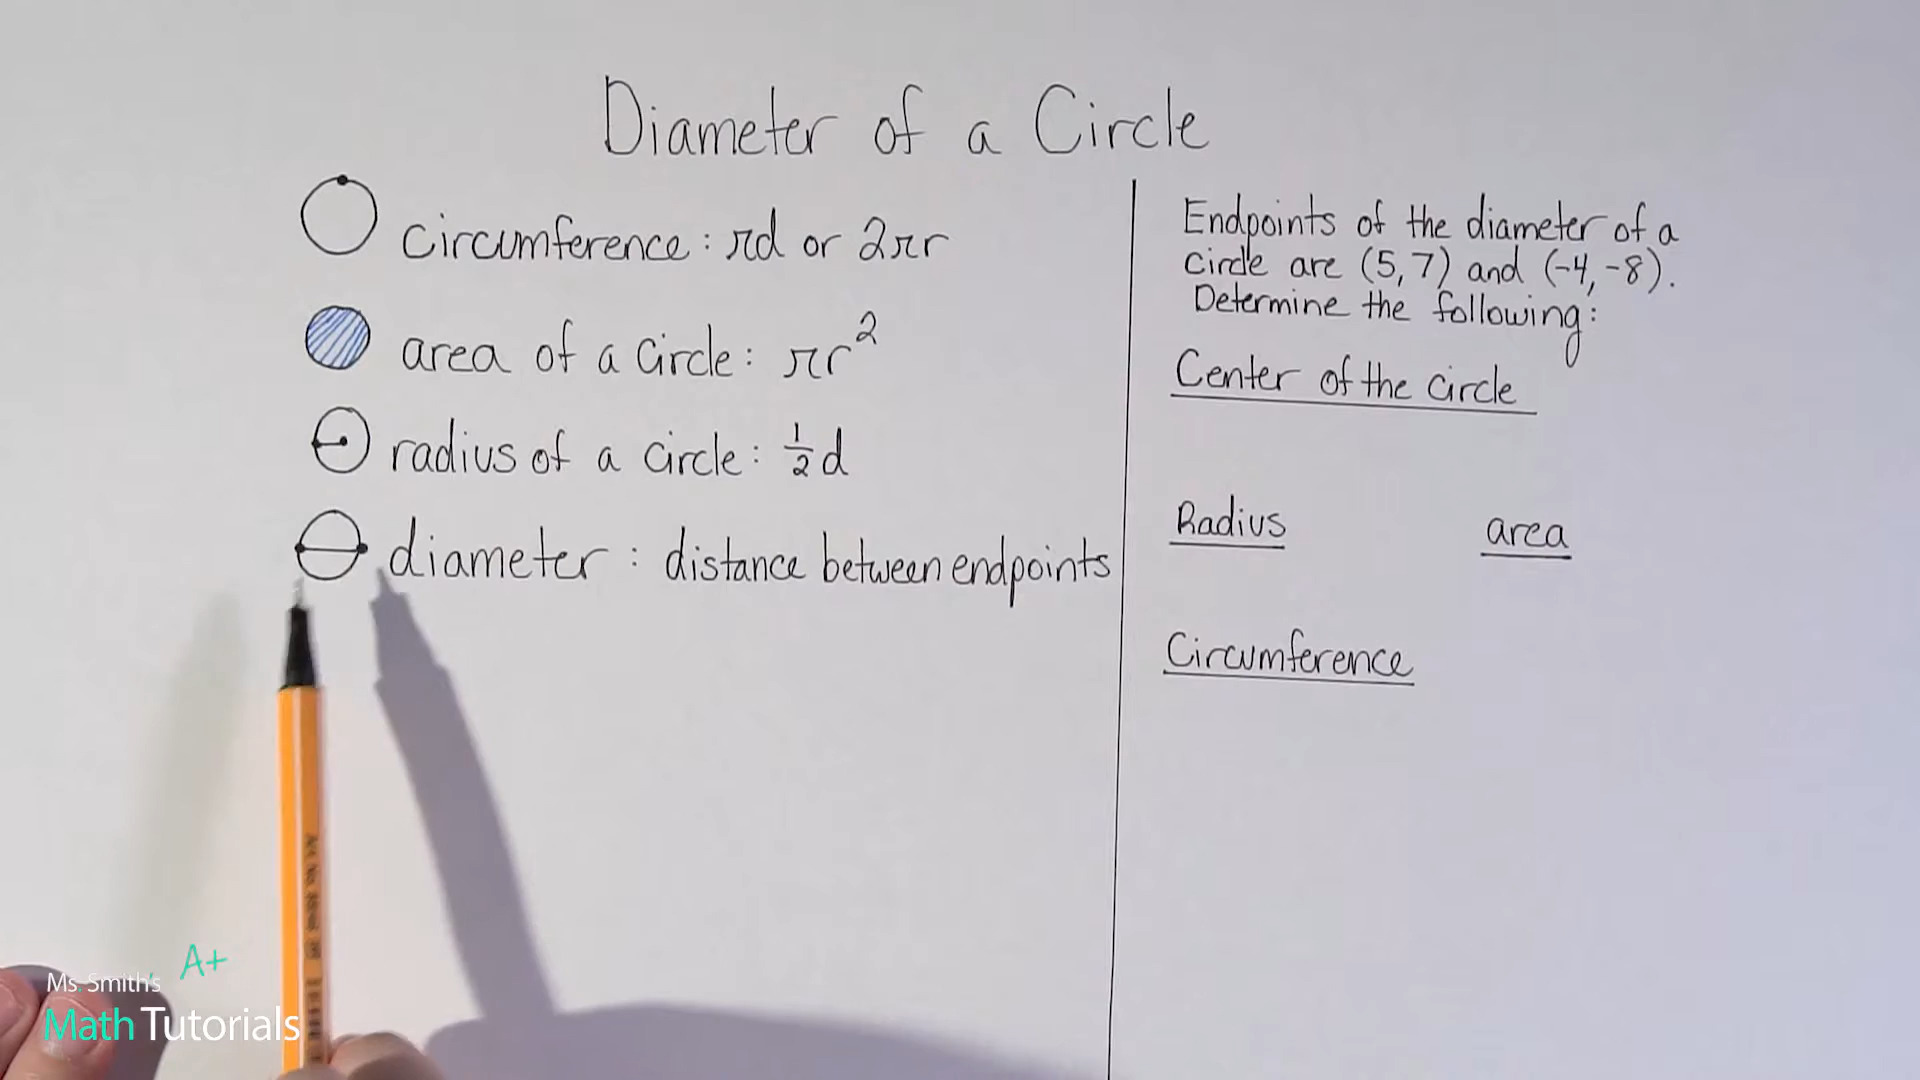 Diameter of a Circle
circumference: πd or 2πr
area of a circle: πr²
radius of a circle: ½d
diameter: distance between endpoints
Endpoints of the diameter of a
circle are (5,7) and (-4,-8).
Determine the following:
Center of the circle
Radius
area
Circumference
Ms. Smith's A+
Math Tutorials